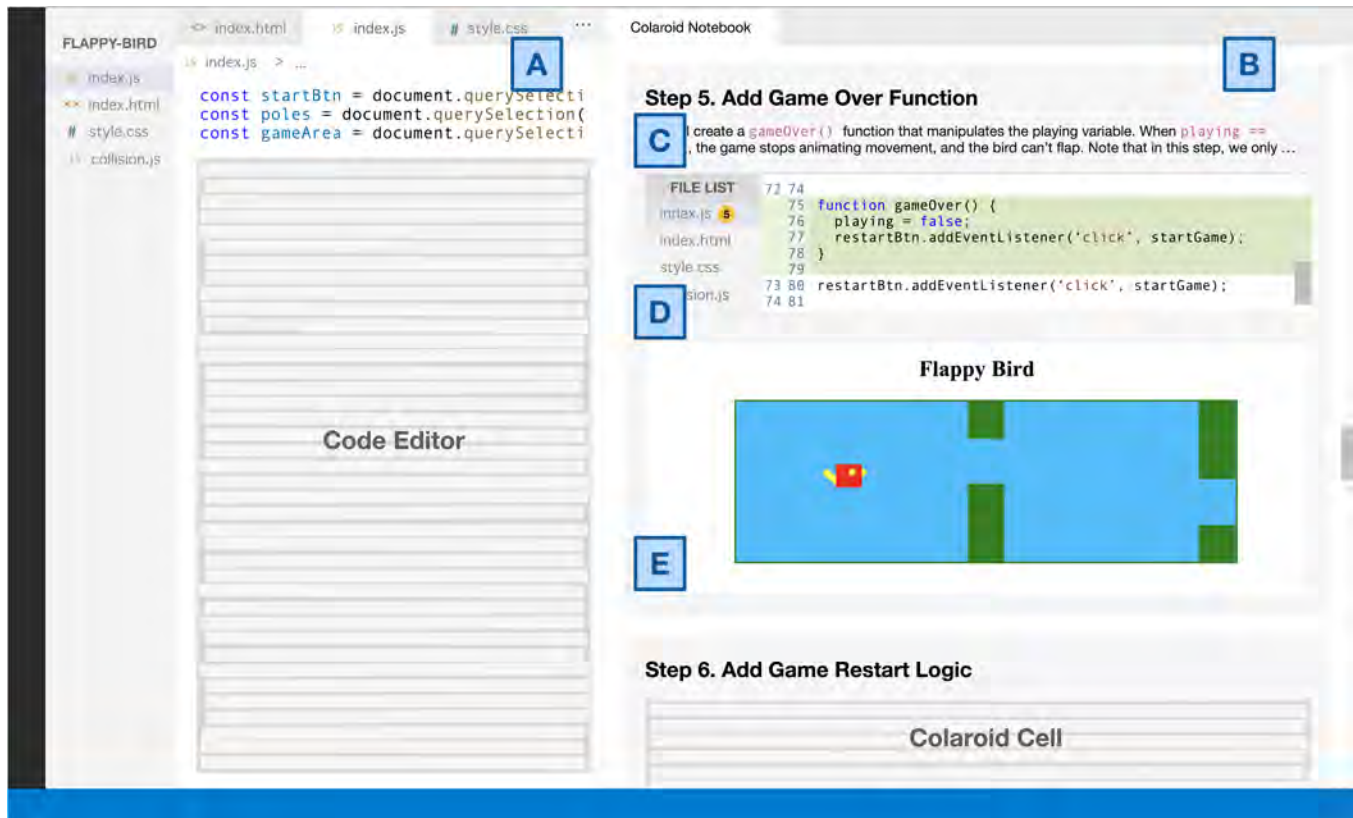 FLAPPY-BIRD
index.js
index.html
style.css
collision.js
index.html
index.js
style.css
...
index.js > ...
A
const startBtn = document.querySelecti
const poles = document.querySelection(
const gameArea = document.querySelecti
Code Editor
Colaroid Notebook
B
Step 5. Add Game Over Function
C
create a gameOver() function that manipulates the playing variable. When playing ==
, the game stops animating movement, and the bird can't flap. Note that in this step, we only ...
FILE LIST
index.js 5
index.html
style.css
sion.js
D
74
75 function gameOver() {
76 playing = false;
77 restartBtn.addEventListener('click', startGame);
78 }
79
73 80 restartBtn.addEventListener('click', startGame);
74 81
Flappy Bird
E
Step 6. Add Game Restart Logic
Colaroid Cell